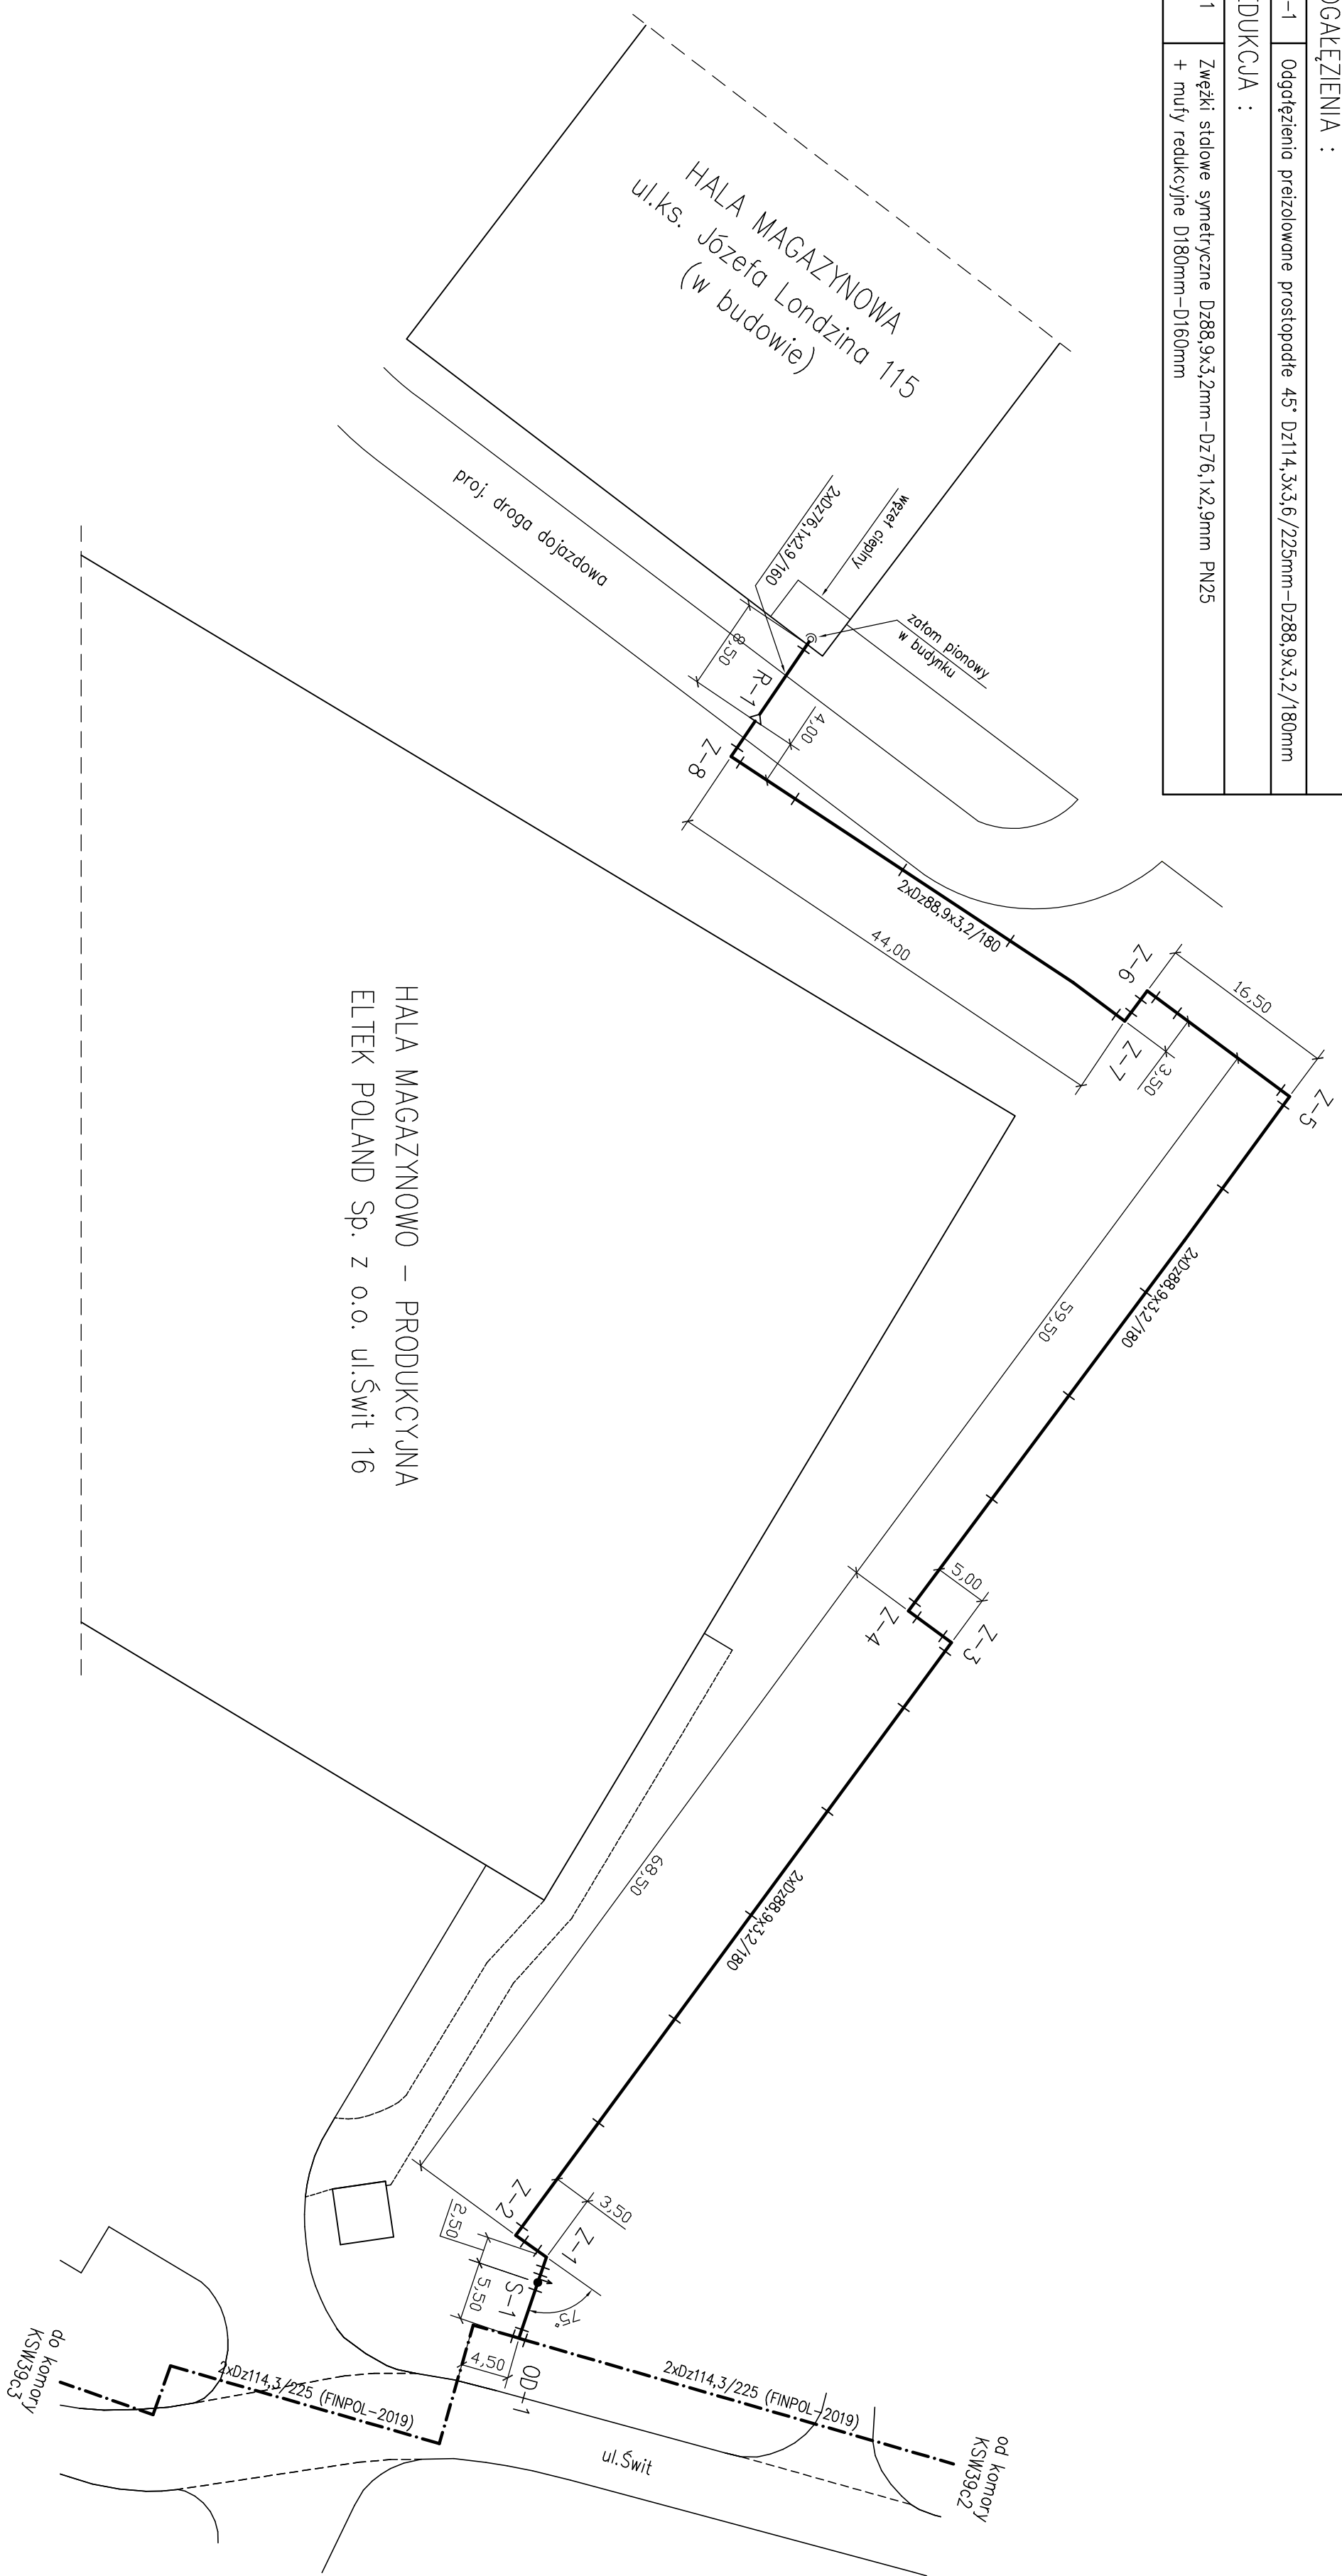 OGAŁĘZIENIA :
-1
Odgałęzienia preizolowane prostopadłe 45° Dz114,3x3,6/225mm-Dz88,9x3,2/180mm
EDUKCJA :
1
Zwężki stalowe symetryczne Dz88,9x3,2mm-Dz76,1x2,9mm PN25
+ mufy redukcyjne D180mm-D160mm
HALA MAGAZYNOWA
ul.ks. Józefa Londzina 115
(w budowie)
proj. droga dojazdowa
2xDz76,1x2,9/160
węzeł cieplny
załom pionowy
w budynku
8,50
R-1
4,00
Z-8
2xDz88,9x3,2/180
44,00
Z-6
Z-7
3,50
16,50
Z-5
2xDz88,9x3,2/180
59,50
5,00
Z-4
Z-3
HALA MAGAZYNOWO - PRODUKCYJNA
ELTEK POLAND Sp. z o.o. ul.Świt 16
2xDz88,9x3,2/180
68,50
Z-2
3,50
Z-1
2,50
S-1
5,50
75°
4,50
OD-1
2xDz114,3/225 (FINPOL-2019)
2xDz114,3/225 (FINPOL-2019)
ul.Świt
od komory
KSW39c2
do komory
KSW39c3